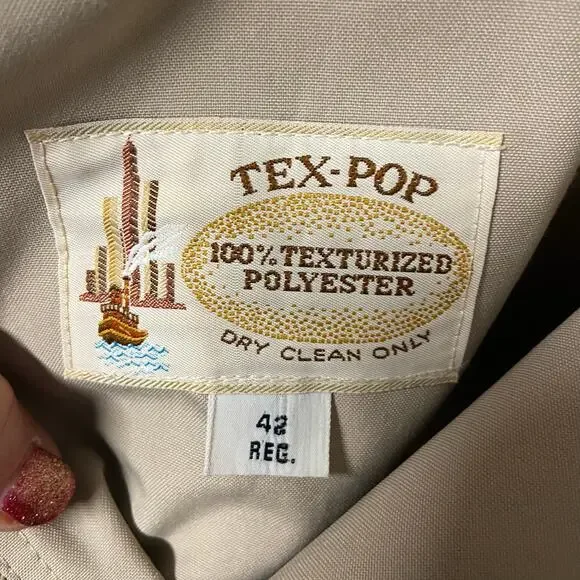 TEX-POP
100% TEXTURIZED
POLYESTER
DRY CLEAN ONLY
42
REG.